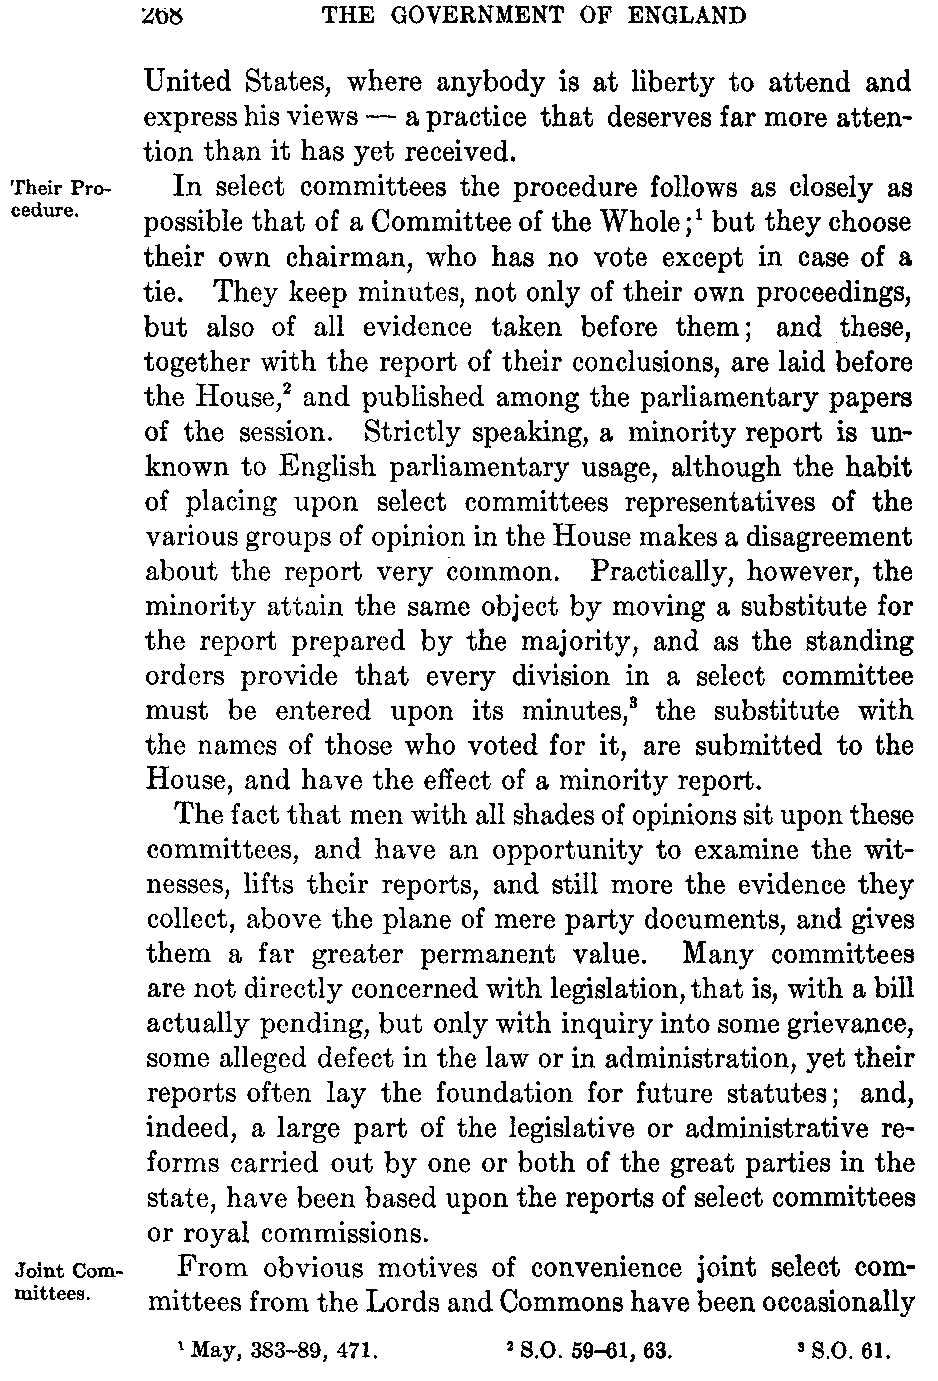 268 THE GOVERNMENT OF ENGLAND
United States, where anybody is at liberty to attend and
express his views — a practice that deserves far more atten-
tion than it has yet received.
Their Pro-
cedure.
In select committees the procedure follows as closely as
possible that of a Committee of the Whole;¹ but they choose
their own chairman, who has no vote except in case of a
tie. They keep minutes, not only of their own proceedings,
but also of all evidence taken before them; and these,
together with the report of their conclusions, are laid before
the House,² and published among the parliamentary papers
of the session. Strictly speaking, a minority report is un-
known to English parliamentary usage, although the habit
of placing upon select committees representatives of the
various groups of opinion in the House makes a disagreement
about the report very common. Practically, however, the
minority attain the same object by moving a substitute for
the report prepared by the majority, and as the standing
orders provide that every division in a select committee
must be entered upon its minutes,³ the substitute with
the names of those who voted for it, are submitted to the
House, and have the effect of a minority report.
The fact that men with all shades of opinions sit upon these
committees, and have an opportunity to examine the wit-
nesses, lifts their reports, and still more the evidence they
collect, above the plane of mere party documents, and gives
them a far greater permanent value. Many committees
are not directly concerned with legislation, that is, with a bill
actually pending, but only with inquiry into some grievance,
some alleged defect in the law or in administration, yet their
reports often lay the foundation for future statutes; and,
indeed, a large part of the legislative or administrative re-
forms carried out by one or both of the great parties in the
state, have been based upon the reports of select committees
or royal commissions.
Joint Com-
mittees.
From obvious motives of convenience joint select com-
mittees from the Lords and Commons have been occasionally
¹ May, 383–89, 471. ² S.O. 59–61, 63. ³ S.O. 61.